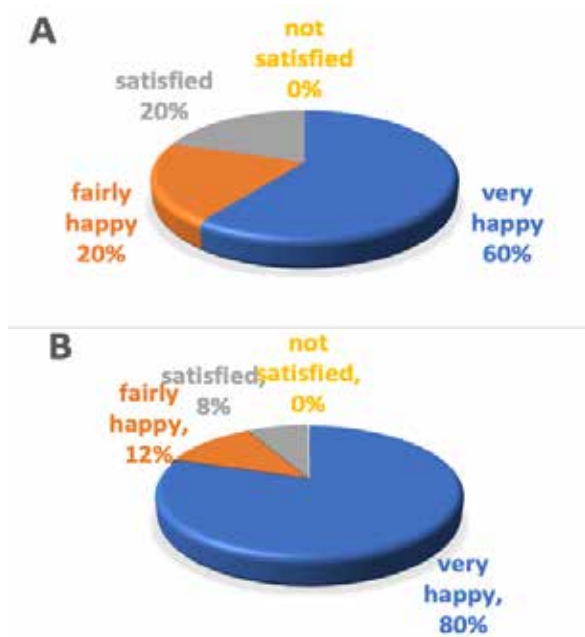 A
not
satisfied
0%
satisfied
20%
fairly
happy
20%
very
happy
60%
B
not
satisfied,
0%
satisfied,
8%
fairly
happy,
12%
very
happy,
80%